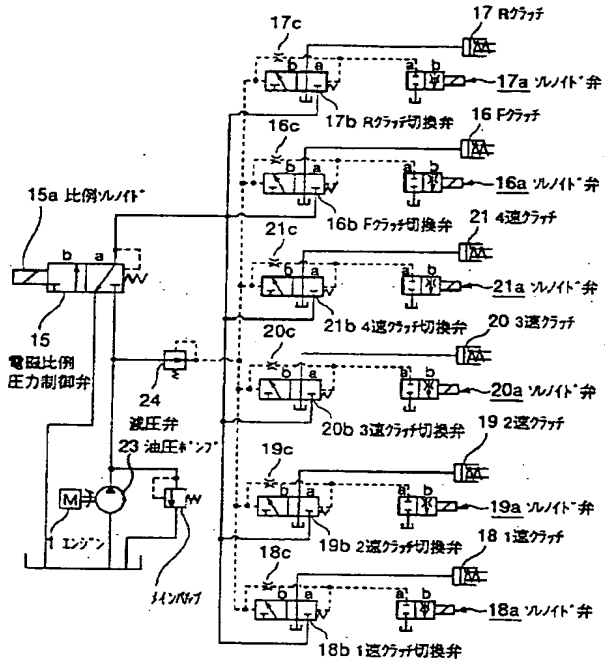 17c
17 Rクラッチ
b a
a b
17a ソルノイド弁
17b Rクラッチ切換弁
16c
16 Fクラッチ
b a
a b
16a ソルノイド弁
16b Fクラッチ切換弁
15a 比例ソルノイド
b a
15
電磁比例
圧力制御弁
21c
21 4速クラッチ
b a
a b
21a ソルノイド弁
21b 4速クラッチ切換弁
20c
20 3速クラッチ
b a
a b
20a ソルノイド弁
20b 3速クラッチ切換弁
24
減圧弁
23 油圧ポンプ
M
1 エンジン
メインバルブ
19c
19 2速クラッチ
b a
a b
19a ソルノイド弁
19b 2速クラッチ切換弁
18c
18 1速クラッチ
b a
a b
18a ソルノイド弁
18b 1速クラッチ切換弁